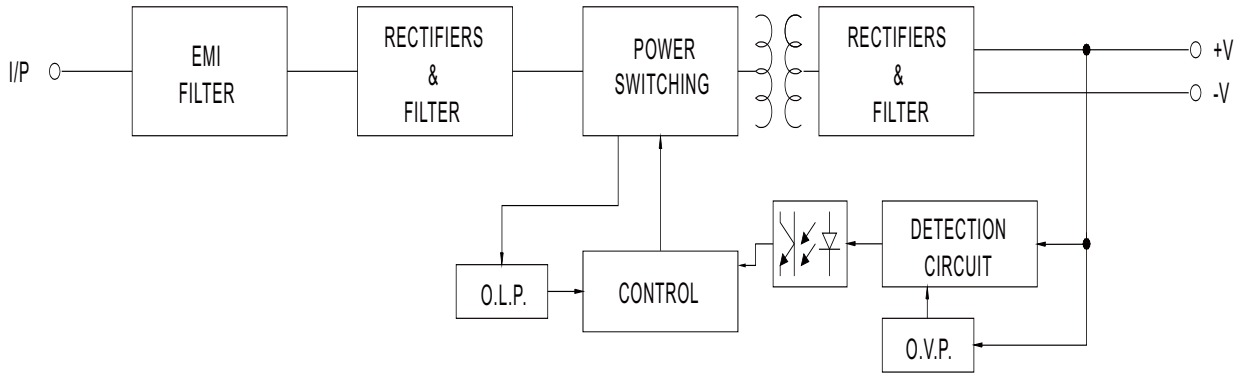 I/P
EMI
FILTER
RECTIFIERS
&
FILTER
POWER
SWITCHING
RECTIFIERS
&
FILTER
+V
-V
O.L.P.
CONTROL
DETECTION
CIRCUIT
O.V.P.